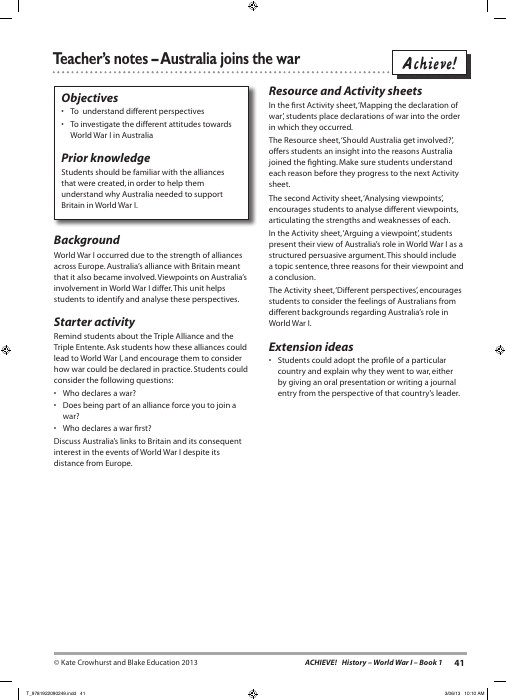 Teacher's notes – Australia joins the war
Achieve!
Objectives
• To understand different perspectives
• To investigate the different attitudes towards
World War I in Australia
Prior knowledge
Students should be familiar with the alliances
that were created, in order to help them
understand why Australia needed to support
Britain in World War I.
Background
World War I occurred due to the strength of alliances
across Europe. Australia's alliance with Britain meant
that it also became involved. Viewpoints on Australia's
involvement in World War I differ. This unit helps
students to identify and analyse these perspectives.
Starter activity
Remind students about the Triple Alliance and the
Triple Entente. Ask students how these alliances could
lead to World War I, and encourage them to consider
how war could be declared in practice. Students could
consider the following questions:
• Who declares a war?
• Does being part of an alliance force you to join a
war?
• Who declares a war first?
Discuss Australia's links to Britain and its consequent
interest in the events of World War I despite its
distance from Europe.
Resource and Activity sheets
In the first Activity sheet, 'Mapping the declaration of
war', students place declarations of war into the order
in which they occurred.
The Resource sheet, 'Should Australia get involved?',
offers students an insight into the reasons Australia
joined the fighting. Make sure students understand
each reason before they progress to the next Activity
sheet.
The second Activity sheet, 'Analysing viewpoints',
encourages students to analyse different viewpoints,
articulating the strengths and weaknesses of each.
In the Activity sheet, 'Arguing a viewpoint', students
present their view of Australia's role in World War I as a
structured persuasive argument. This should include
a topic sentence, three reasons for their viewpoint and
a conclusion.
The Activity sheet, 'Different perspectives', encourages
students to consider the feelings of Australians from
different backgrounds regarding Australia's role in
World War I.
Extension ideas
• Students could adopt the profile of a particular
country and explain why they went to war, either
by giving an oral presentation or writing a journal
entry from the perspective of that country's leader.
© Kate Crowhurst and Blake Education 2013
ACHIEVE! History – World War I – Book 1 41
T_9781922090249.indd 41
3/06/13 10:10 AM